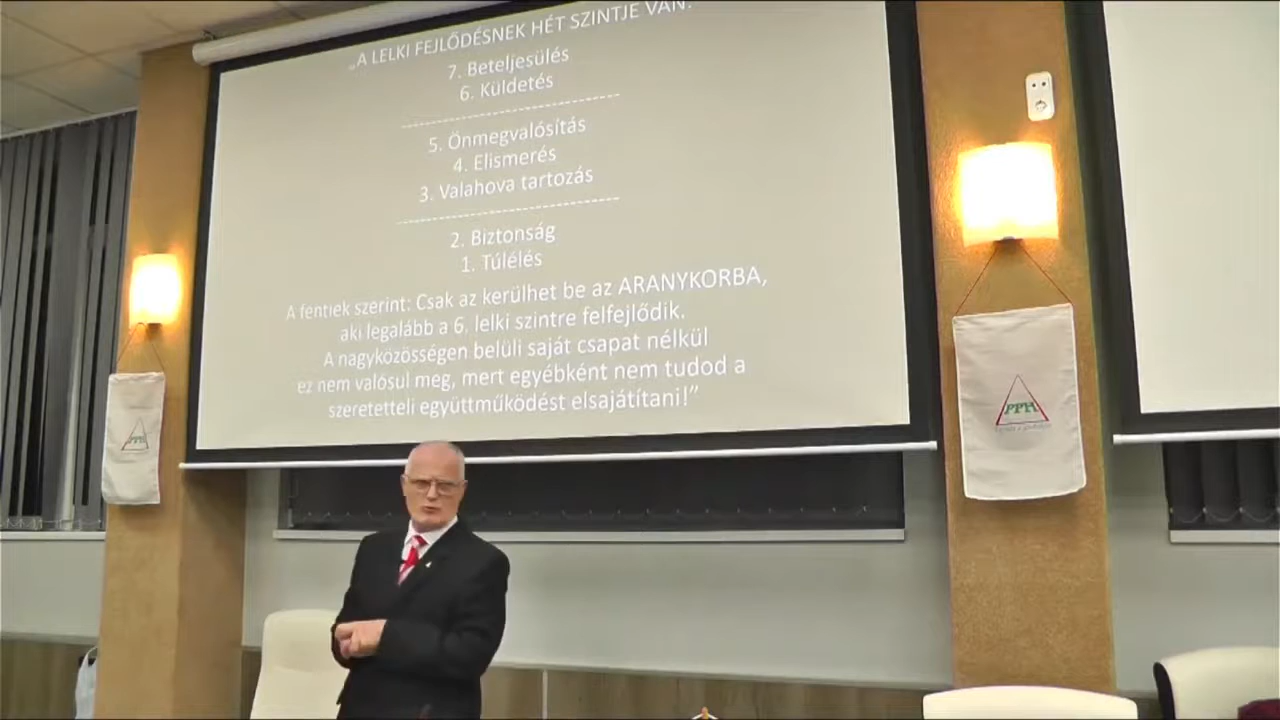 „A LELKI FEJLŐDÉSNEK HÉT SZINTJE VAN:
7. Beteljesülés
6. Küldetés
--------------------------------
5. Önmegvalósítás
4. Elismerés
3. Valahova tartozás
--------------------------------
2. Biztonság
1. Túlélés
A fentiek szerint: Csak az kerülhet be az ARANYKORBA,
aki legalább a 6. lelki szintre felfejlődik.
A nagyközösségen belüli saját csapat nélkül
ez nem valósul meg, mert egyébként nem tudod a
szeretetteli együttműködést elsajátítani!”
PPH
PPH